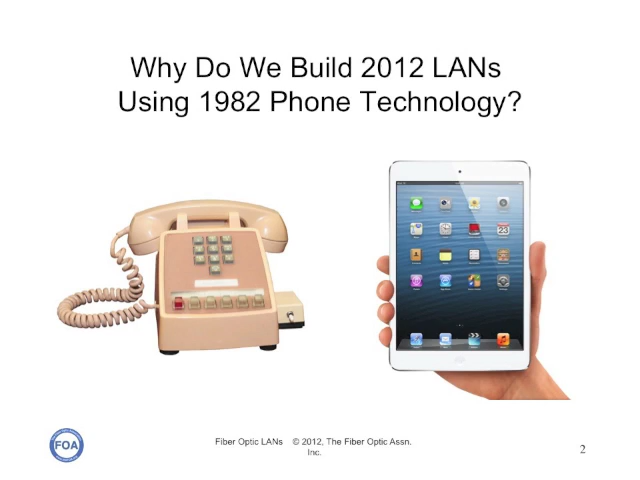 Why Do We Build 2012 LANs
Using 1982 Phone Technology?
23
FOA
Fiber Optic LANs © 2012, The Fiber Optic Assn.
Inc.
2